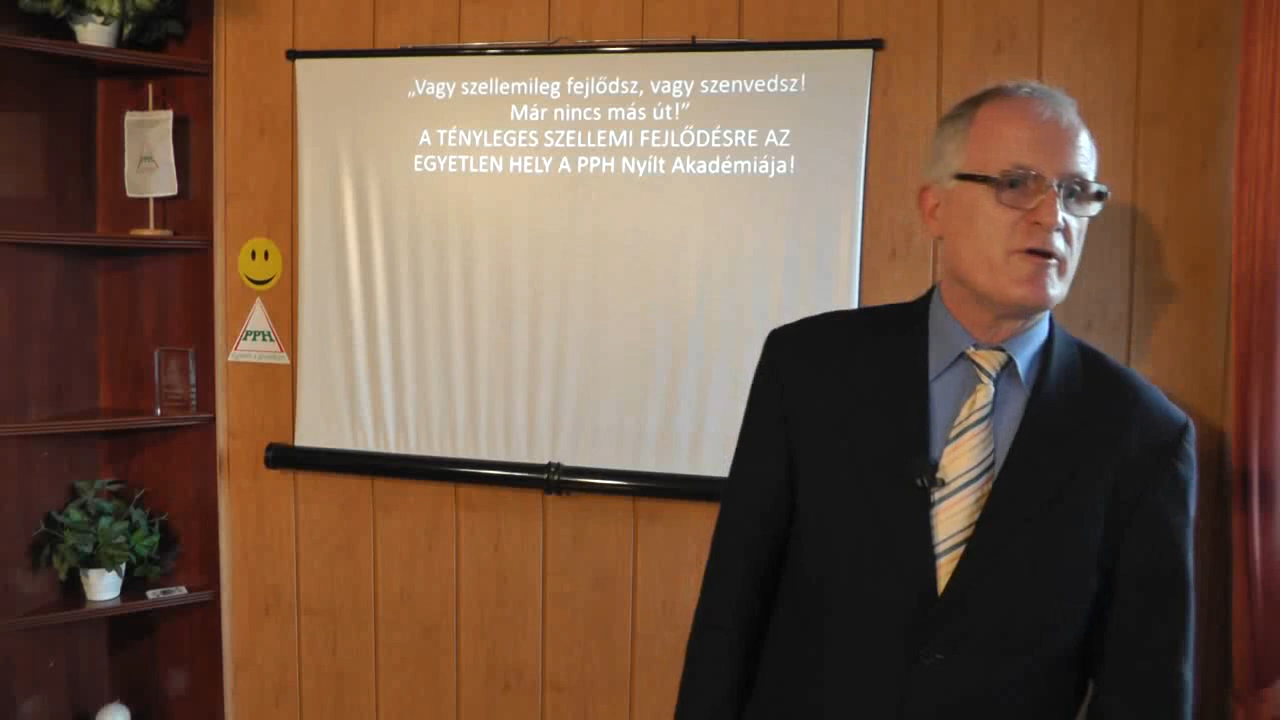 „Vagy szellemileg fejlődsz, vagy szenvedsz!
Már nincs más út!”
A TÉNYLEGES SZELLEMI FEJLŐDÉSRE AZ
EGYETLEN HELY A PPH Nyílt Akadémiája!
PPH